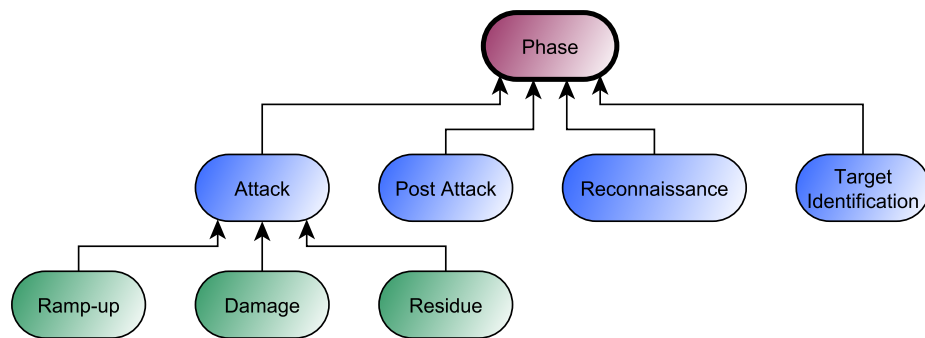 Phase
Attack
Post Attack
Reconnaissance
Target
Identification
Ramp-up
Damage
Residue